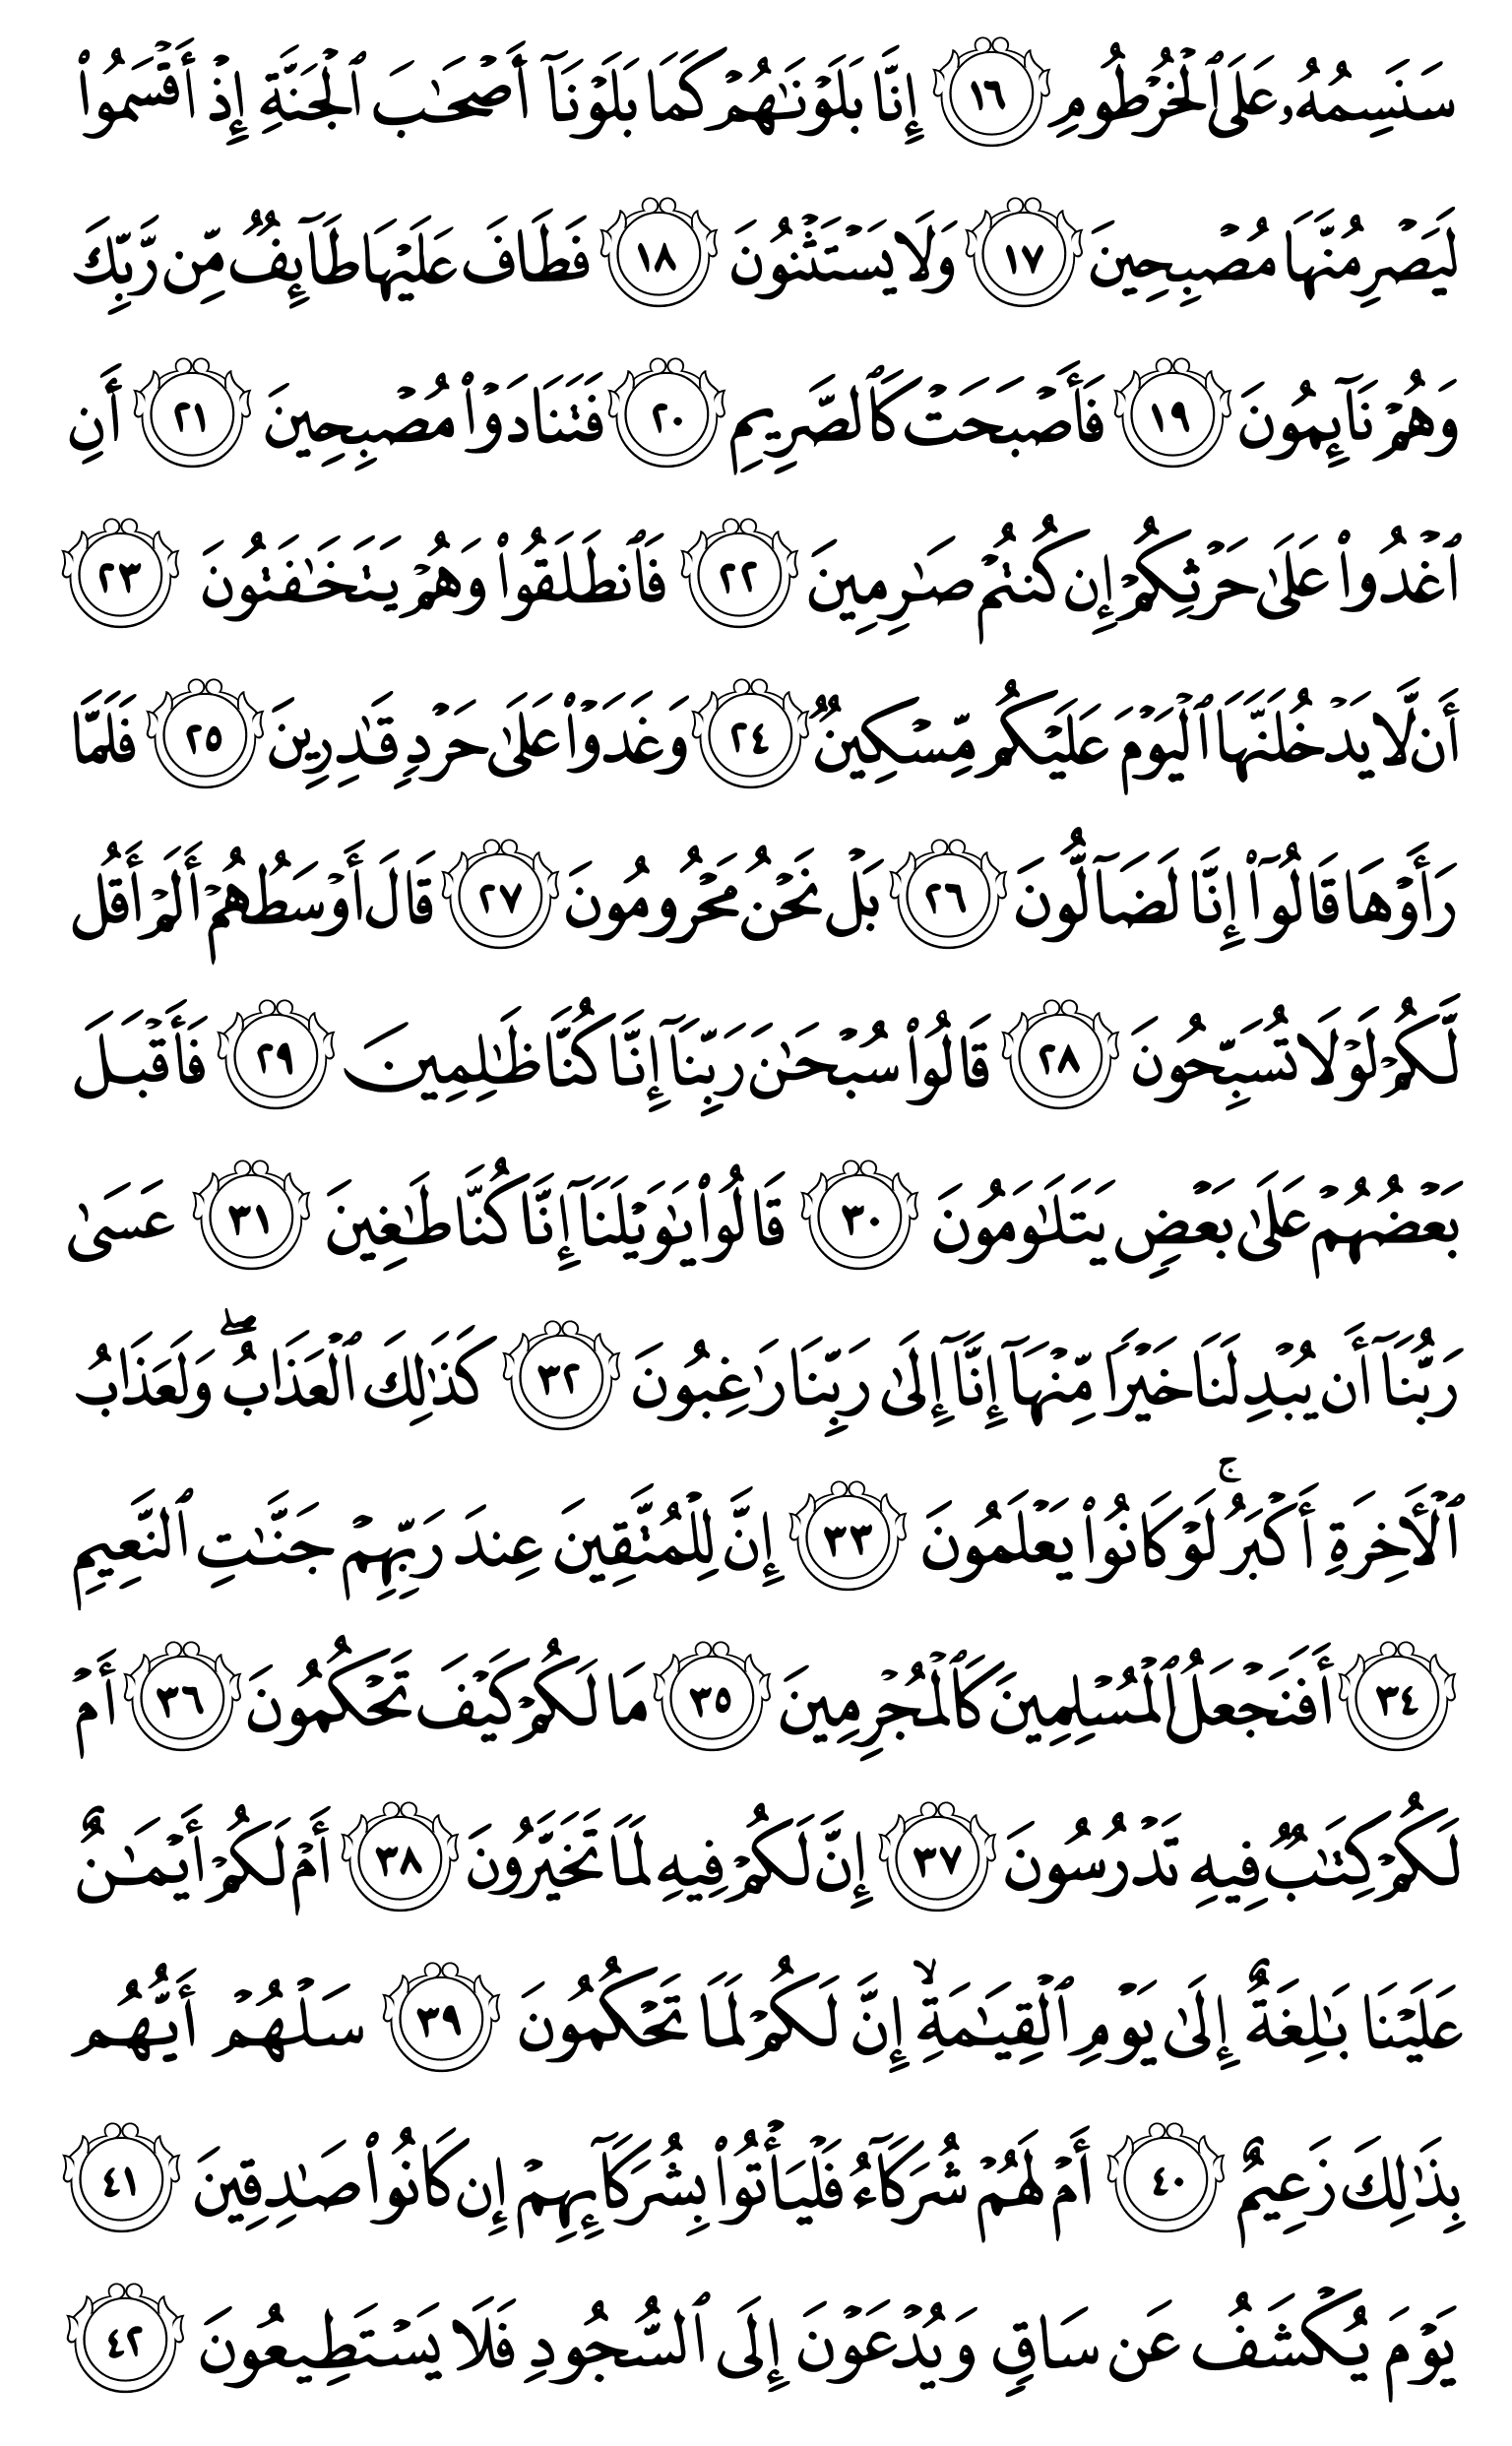 سَنَسِمُهُۥ عَلَى ٱلْخُرْطُومِ ١٦ إِنَّا بَلَوْنَٰهُمْ كَمَا بَلَوْنَآ أَصْحَٰبَ ٱلْجَنَّةِ إِذْ أَقْسَمُوا۟
لَيَصْرِمُنَّهَا مُصْبِحِينَ ١٧ وَلَا يَسْتَثْنُونَ ١٨ فَطَافَ عَلَيْهَا طَآئِفٌ مِّن رَّبِّكَ
وَهُمْ نَآئِمُونَ ١٩ فَأَصْبَحَتْ كَٱلصَّرِيمِ ٢٠ فَتَنَادَوْا۟ مُصْبِحِينَ ٢١ أَنِ
ٱغْدُوا۟ عَلَىٰ حَرْثِكُمْ إِن كُنتُمْ صَٰرِمِينَ ٢٢ فَٱنطَلَقُوا۟ وَهُمْ يَتَخَٰفَتُونَ ٢٣
أَن لَّا يَدْخُلَنَّهَا ٱلْيَوْمَ عَلَيْكُم مِّسْكِينٌ ٢٤ وَغَدَوْا۟ عَلَىٰ حَرْدٍ قَٰدِرِينَ ٢٥ فَلَمَّا
رَأَوْهَا قَالُوٓا۟ إِنَّا لَضَآلُّونَ ٢٦ بَلْ نَحْنُ مَحْرُومُونَ ٢٧ قَالَ أَوْسَطُهُمْ أَلَمْ أَقُل
لَّكُمْ لَوْلَا تُسَبِّحُونَ ٢٨ قَالُوا۟ سُبْحَٰنَ رَبِّنَآ إِنَّا كُنَّا ظَٰلِمِينَ ٢٩ فَأَقْبَلَ
بَعْضُهُمْ عَلَىٰ بَعْضٍ يَتَلَٰوَمُونَ ٣٠ قَالُوا۟ يَٰوَيْلَنَآ إِنَّا كُنَّا طَٰغِينَ ٣١ عَسَىٰ
رَبُّنَآ أَن يُبْدِلَنَا خَيْرًا مِّنْهَآ إِنَّآ إِلَىٰ رَبِّنَا رَٰغِبُونَ ٣٢ كَذَٰلِكَ ٱلْعَذَابُ ۖ وَلَعَذَابُ
ٱلْأَخِرَةِ أَكْبَرُ ۚ لَوْ كَانُوا۟ يَعْلَمُونَ ٣٣ إِنَّ لِلْمُتَّقِينَ عِندَ رَبِّهِمْ جَنَّٰتِ ٱلنَّعِيمِ
٣٤ أَفَنَجْعَلُ ٱلْمُسْلِمِينَ كَٱلْمُجْرِمِينَ ٣٥ مَا لَكُمْ كَيْفَ تَحْكُمُونَ ٣٦ أَمْ
لَكُمْ كِتَٰبٌ فِيهِ تَدْرُسُونَ ٣٧ إِنَّ لَكُمْ فِيهِ لَمَا تَخَيَّرُونَ ٣٨ أَمْ لَكُمْ أَيْمَٰنٌ
عَلَيْنَا بَٰلِغَةٌ إِلَىٰ يَوْمِ ٱلْقِيَٰمَةِ ۙ إِنَّ لَكُمْ لَمَا تَحْكُمُونَ ٣٩ سَلْهُمْ أَيُّهُم
بِذَٰلِكَ زَعِيمٌ ٤٠ أَمْ لَهُمْ شُرَكَآءُ فَلْيَأْتُوا۟ بِشُرَكَآئِهِمْ إِن كَانُوا۟ صَٰدِقِينَ ٤١
يَوْمَ يُكْشَفُ عَن سَاقٍ وَيُدْعَوْنَ إِلَى ٱلسُّجُودِ فَلَا يَسْتَطِيعُونَ ٤٢